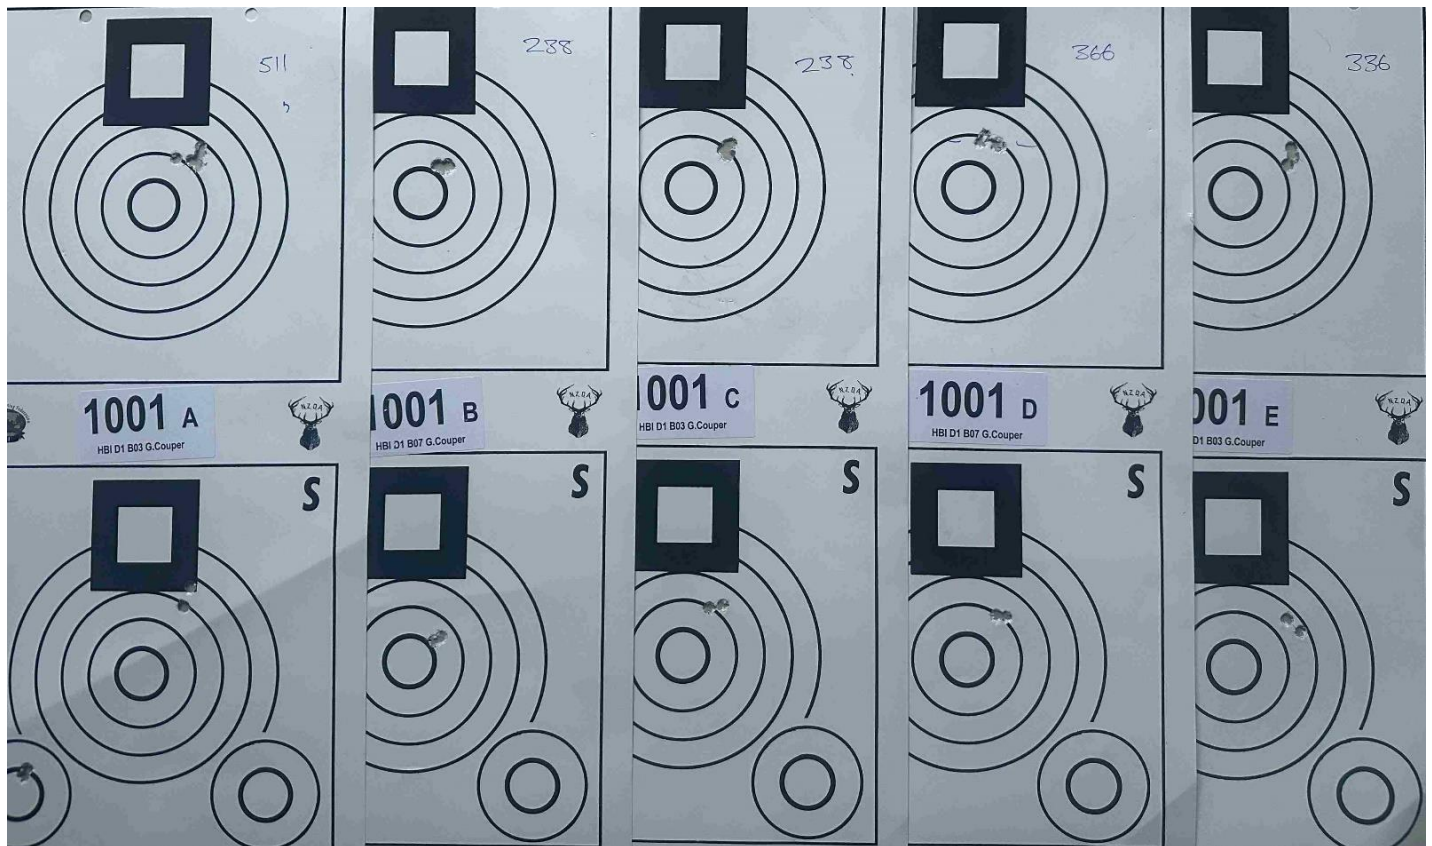 511
238
238.
366
336
1001 A
HBI D1 B03 G.Couper
N.Z.D.A
1001 B
HBI D1 B07 G.Couper
N.Z.D.A
1001 C
HBI D1 B03 G.Couper
N.Z.D.A
1001 D
HBI D1 B07 G.Couper
N.Z.D.A
001 E
D1 B03 G.Couper
N.Z.D.A
S
S
S
S
S